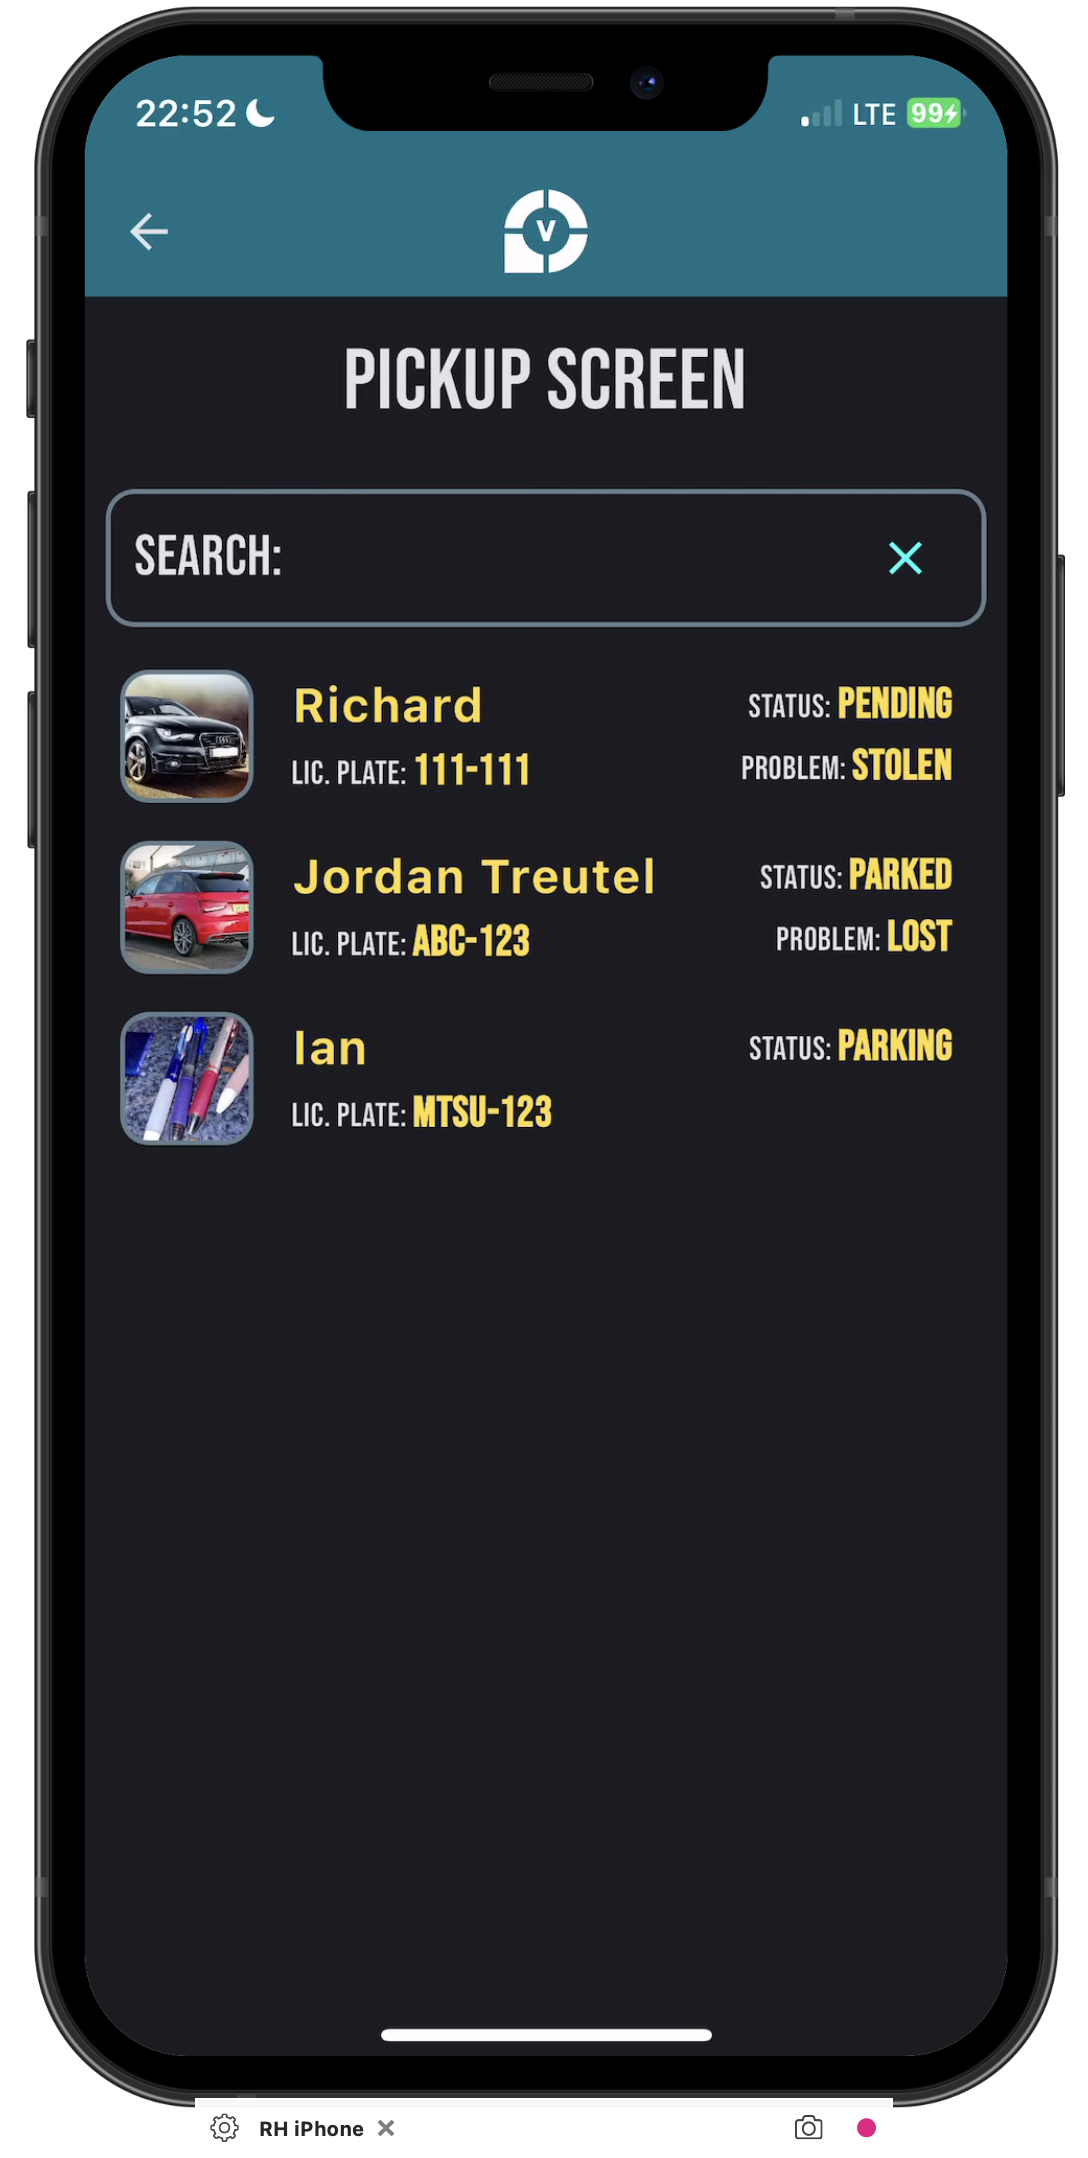 22:52
LTE 99
V
PICKUP SCREEN
SEARCH:
Richard
STATUS: PENDING
LIC. PLATE: 111-111
PROBLEM: STOLEN
Jordan Treutel
STATUS: PARKED
LIC. PLATE: ABC-123
PROBLEM: LOST
Ian
STATUS: PARKING
LIC. PLATE: MTSU-123
RH iPhone